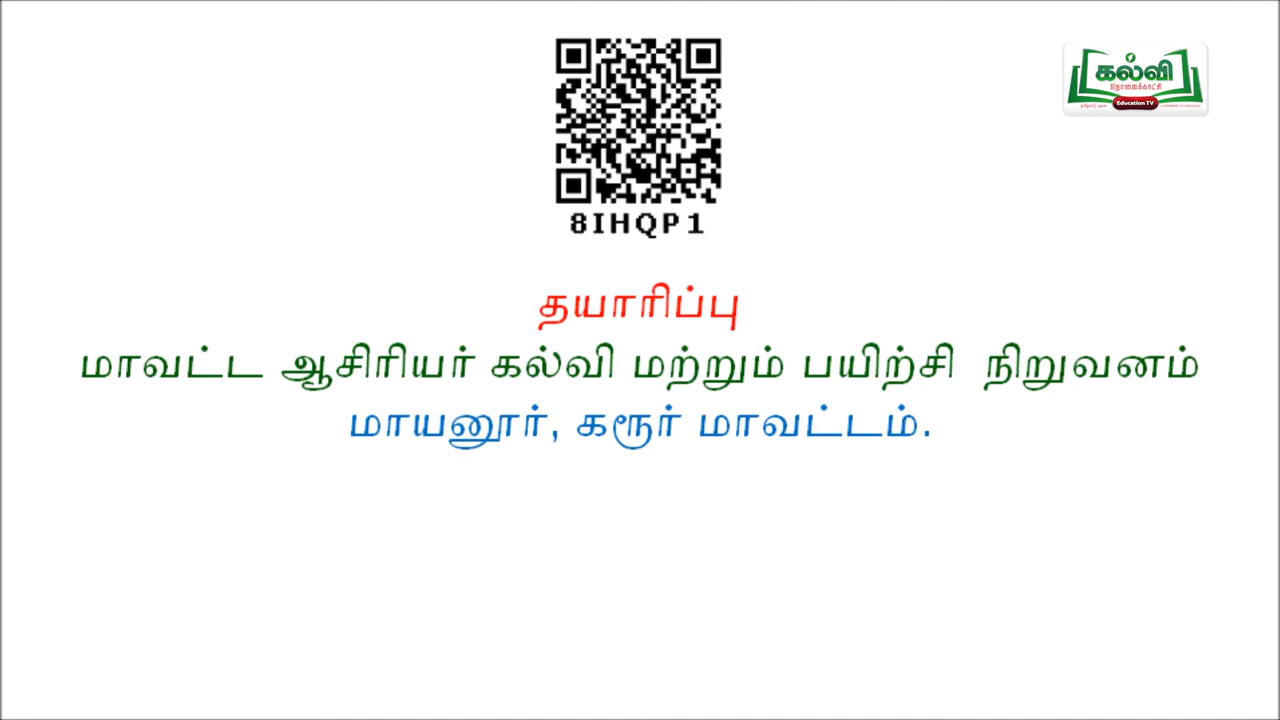 கல்வி
தொலைக்காட்சி
Education TV
8IHQP1
தயாரிப்பு
மாவட்ட ஆசிரியர் கல்வி மற்றும் பயிற்சி நிறுவனம்
மாயனூர், கரூர் மாவட்டம்.